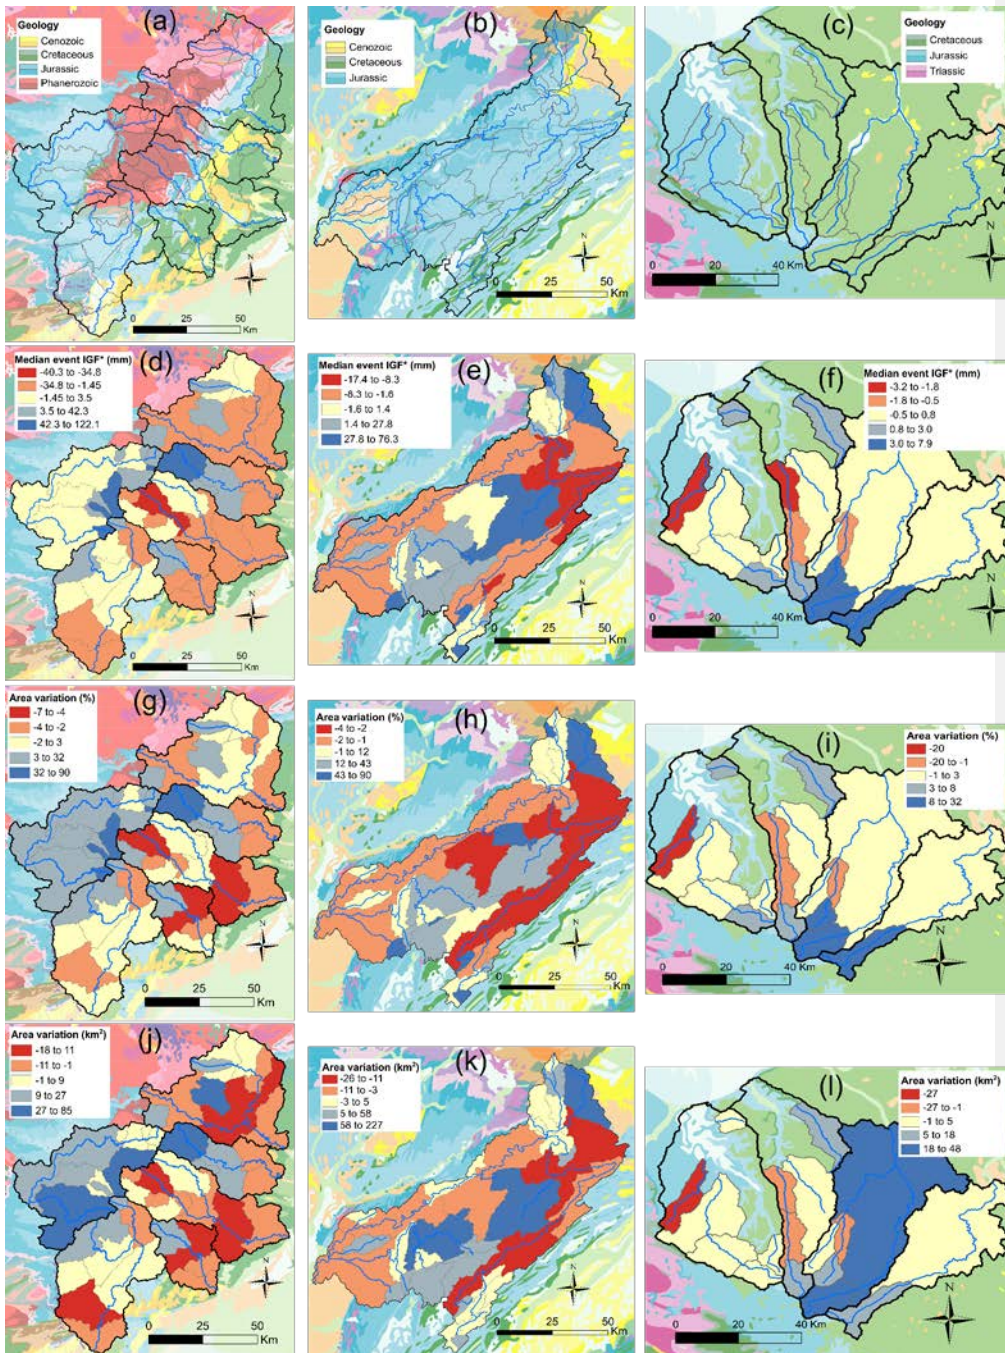 (a)
Geology
Cenozoic
Cretaceous
Jurassic
Phanerozoic
N
0 25 50
Km
(b)
Geology
Cenozoic
Cretaceous
Jurassic
N
0 25 50
Km
(c)
Geology
Cretaceous
Jurassic
Triassic
N
0 20 40 Km
(d)
Median event IGF* (mm)
-40.3 to -34.8
-34.8 to -1.45
-1.45 to 3.5
3.5 to 42.3
42.3 to 122.1
N
0 25 50
Km
(e)
Median event IGF* (mm)
-17.4 to -8.3
-8.3 to -1.6
-1.6 to 1.4
1.4 to 27.8
27.8 to 76.3
N
0 25 50
Km
(f)
Median event IGF* (mm)
-3.2 to -1.8
-1.8 to -0.5
-0.5 to 0.8
0.8 to 3.0
3.0 to 7.9
N
0 20 40 Km
(g)
Area variation (%)
-7 to -4
-4 to -2
-2 to 3
3 to 32
32 to 90
N
0 25 50
Km
(h)
Area variation (%)
-4 to -2
-2 to -1
-1 to 12
12 to 43
43 to 90
N
0 25 50
Km
(i)
Area variation (%)
-20
-20 to -1
-1 to 3
3 to 8
8 to 32
N
0 20 40 Km
(j)
Area variation (km²)
-18 to 11
-11 to -1
-1 to 9
9 to 27
27 to 85
N
0 25 50
Km
(k)
Area variation (km²)
-26 to -11
-11 to -3
-3 to 5
5 to 58
58 to 227
N
0 25 50
Km
(l)
Area variation (km²)
-27
-27 to -1
-1 to 5
5 to 18
18 to 48
N
0 20 40 Km